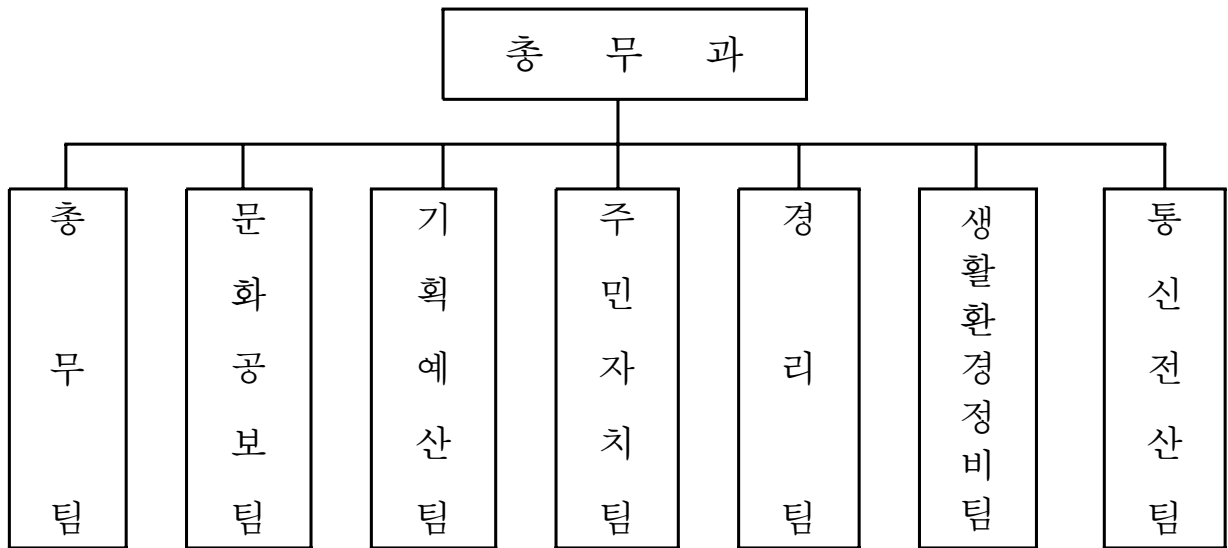 총 무 과
총무팀
문화공보팀
기획예산팀
주민자치팀
경리팀
생활환경정비팀
통신전산팀